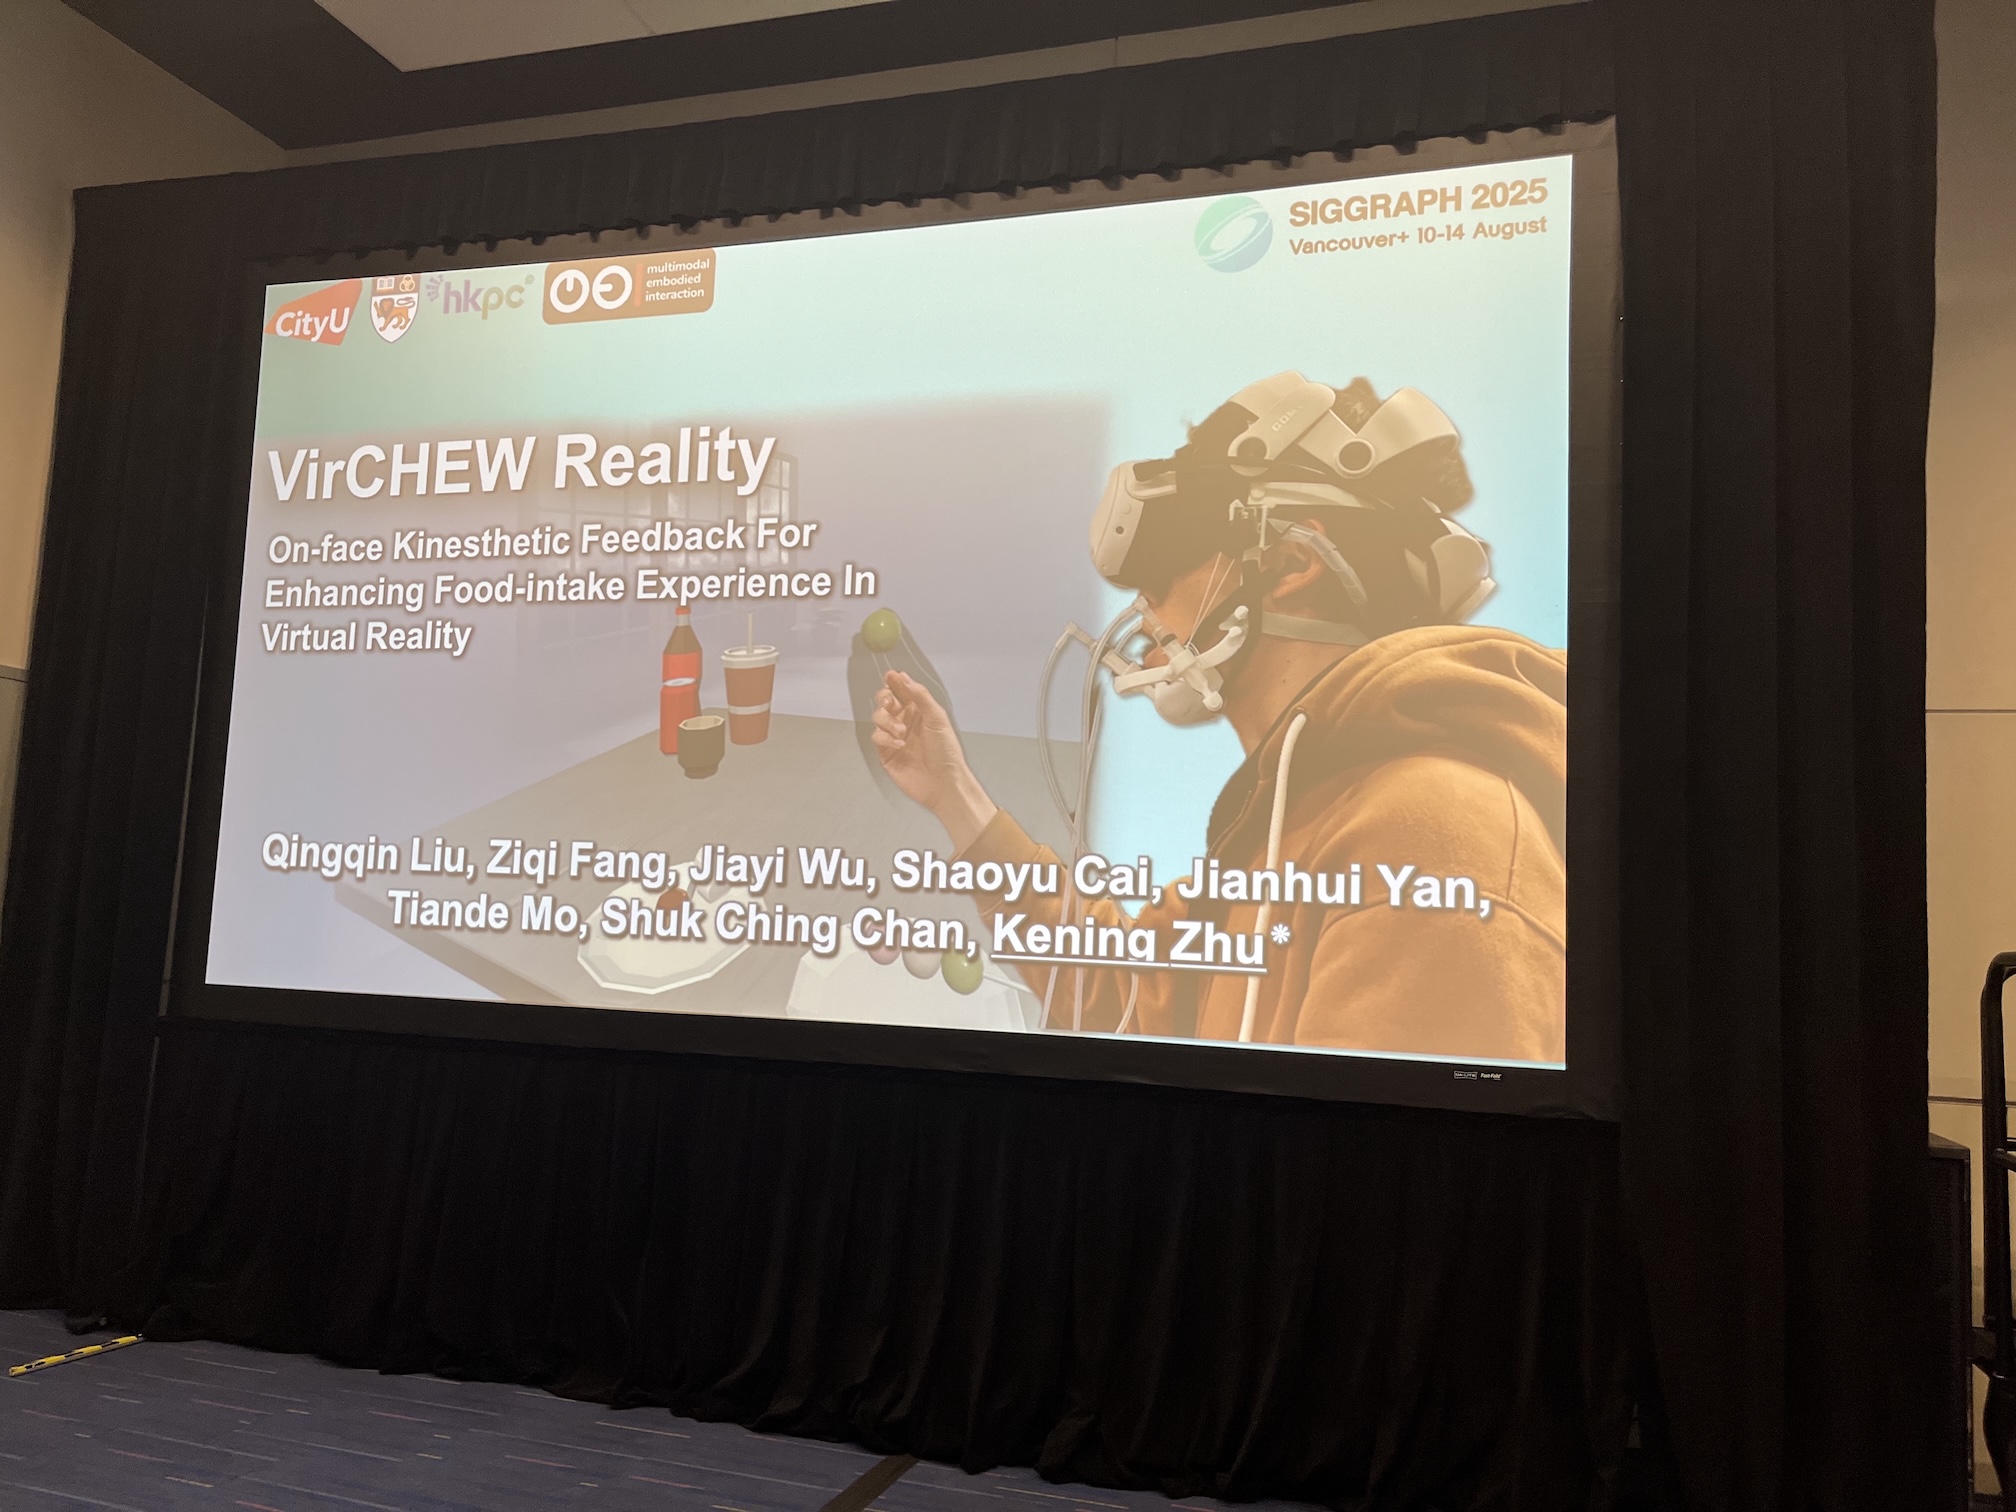 CityU
hkpc
multimodal
embodied
interaction
SIGGRAPH 2025
Vancouver+ 10-14 August
VirCHEW Reality
On-face Kinesthetic Feedback For
Enhancing Food-intake Experience In
Virtual Reality
Qingqin Liu, Ziqi Fang, Jiayi Wu, Shaoyu Cai, Jianhui Yan,
Tiande Mo, Shuk Ching Chan, Kening Zhu*